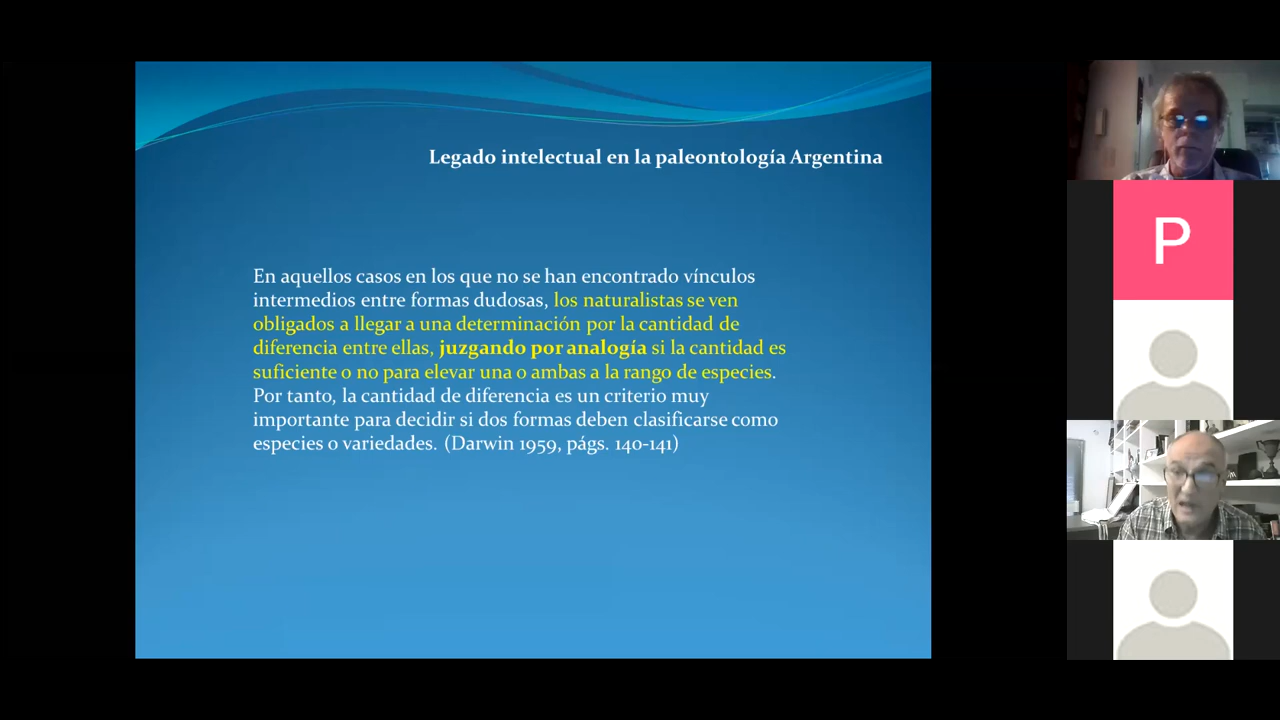 Legado intelectual en la paleontología Argentina
En aquellos casos en los que no se han encontrado vínculos
intermedios entre formas dudosas, los naturalistas se ven
obligados a llegar a una determinación por la cantidad de
diferencia entre ellas, juzgando por analogía si la cantidad es
suficiente o no para elevar una o ambas a la rango de especies.
Por tanto, la cantidad de diferencia es un criterio muy
importante para decidir si dos formas deben clasificarse como
especies o variedades. (Darwin 1959, págs. 140-141)
P